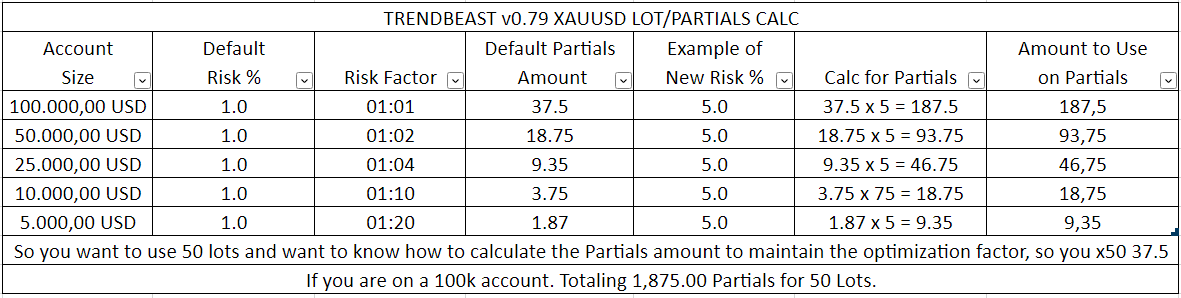 TRENDBEAST v0.79 XAUUSD LOT/PARTIALS CALC
Account Size Default Risk % Risk Factor Default Partials Amount Example of New Risk % Calc for Partials Amount to Use on Partials
100.000,00 USD 1.0 01:01 37.5 5.0 37.5 x 5 = 187.5 187,5
50.000,00 USD 1.0 01:02 18.75 5.0 18.75 x 5 = 93.75 93,75
25.000,00 USD 1.0 01:04 9.35 5.0 9.35 x 5 = 46.75 46,75
10.000,00 USD 1.0 01:10 3.75 5.0 3.75 x 75 = 18.75 18,75
5.000,00 USD 1.0 01:20 1.87 5.0 1.87 x 5 = 9.35 9,35
So you want to use 50 lots and want to know how to calculate the Partials amount to maintain the optimization factor, so you x50 37.5
If you are on a 100k account. Totaling 1,875.00 Partials for 50 Lots.